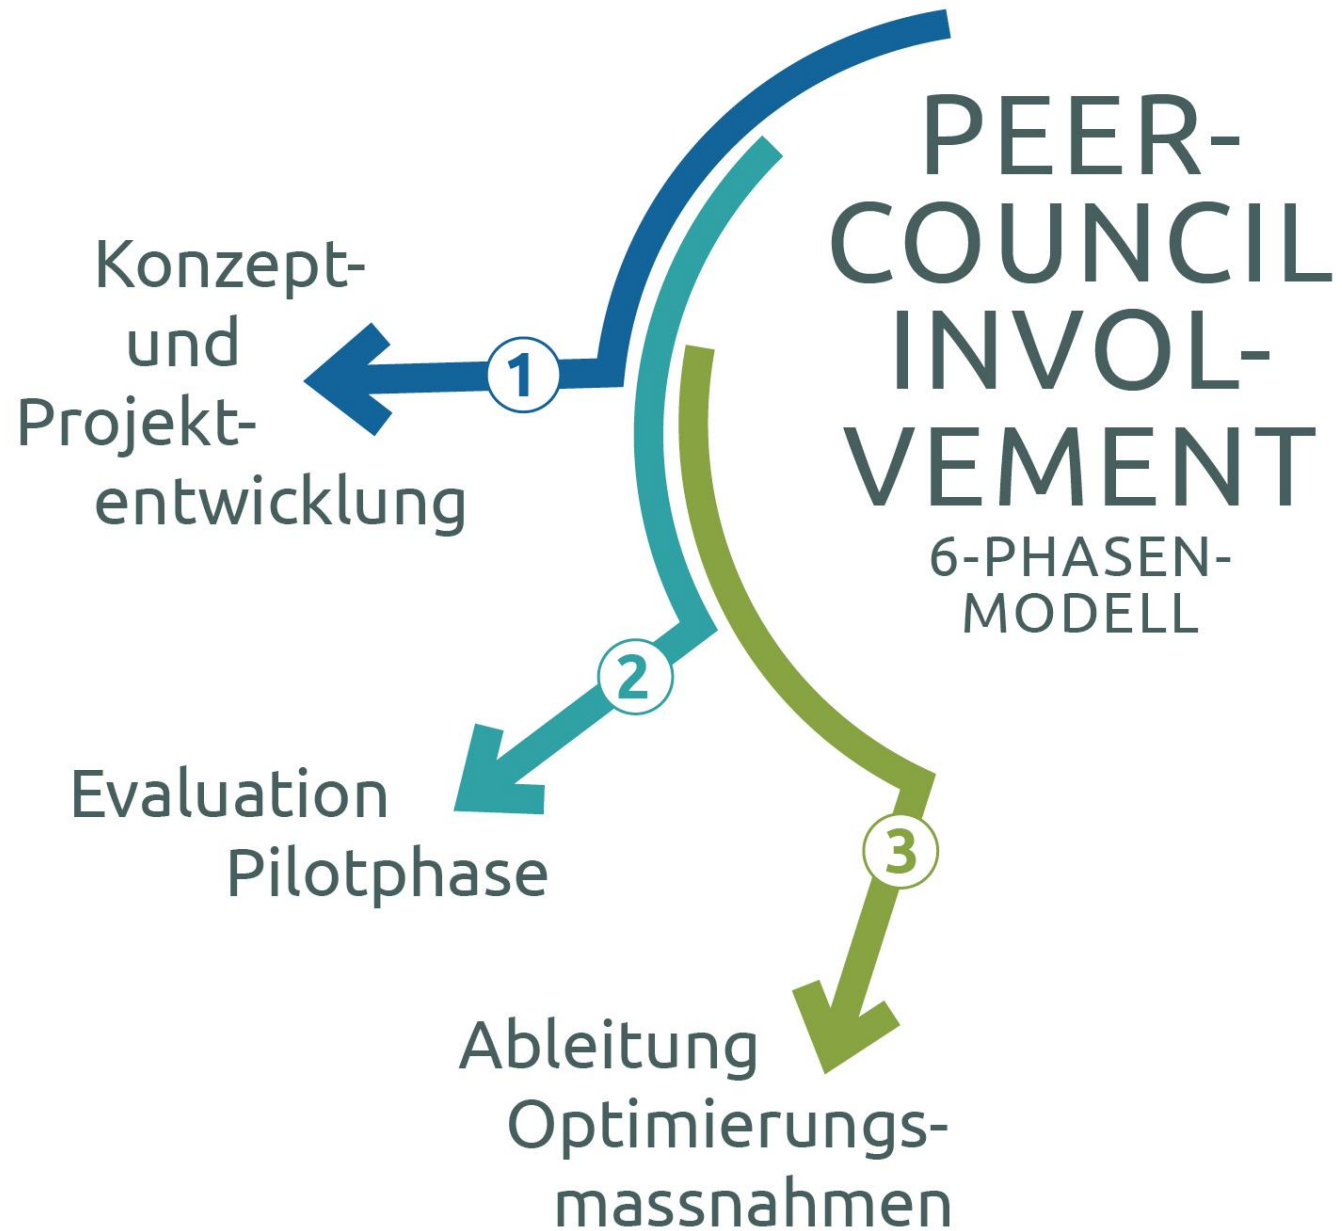 PEER-
COUNCIL
INVOL-
VEMENT
6-PHASEN-
MODELL
Konzept-
und
Projekt-
entwicklung
1
2
Evaluation
Pilotphase
3
Ableitung
Optimierungs-
massnahmen